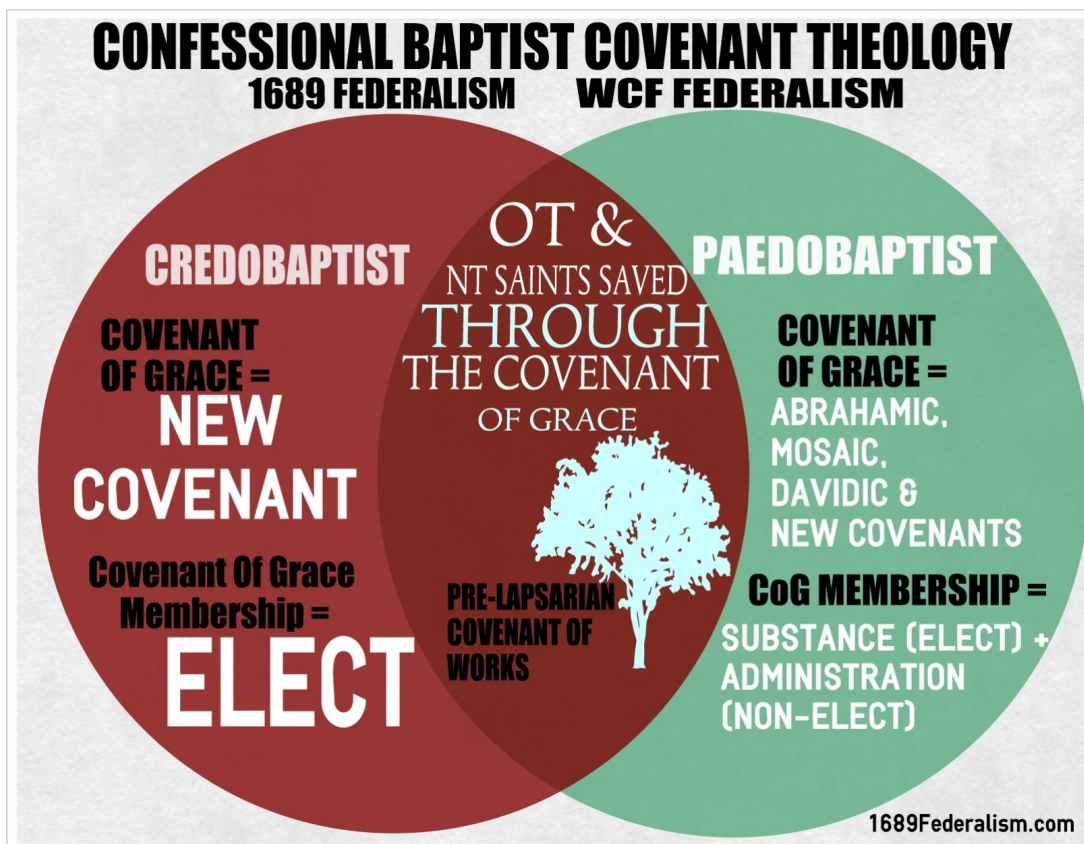 CONFESSIONAL BAPTIST COVENANT THEOLOGY
1689 FEDERALISM WCF FEDERALISM
CREDOBAPTIST
COVENANT
OF GRACE =
NEW
COVENANT
Covenant Of Grace
Membership =
ELECT
OT &
NT SAINTS SAVED
THROUGH
THE COVENANT
OF GRACE
PRE-LAPSARIAN
COVENANT OF
WORKS
PAEDOBAPTIST
COVENANT
OF GRACE =
ABRAHAMIC,
MOSAIC,
DAVIDIC &
NEW COVENANTS
CoG MEMBERSHIP =
SUBSTANCE (ELECT) +
ADMINISTRATION
(NON-ELECT)
1689Federalism.com